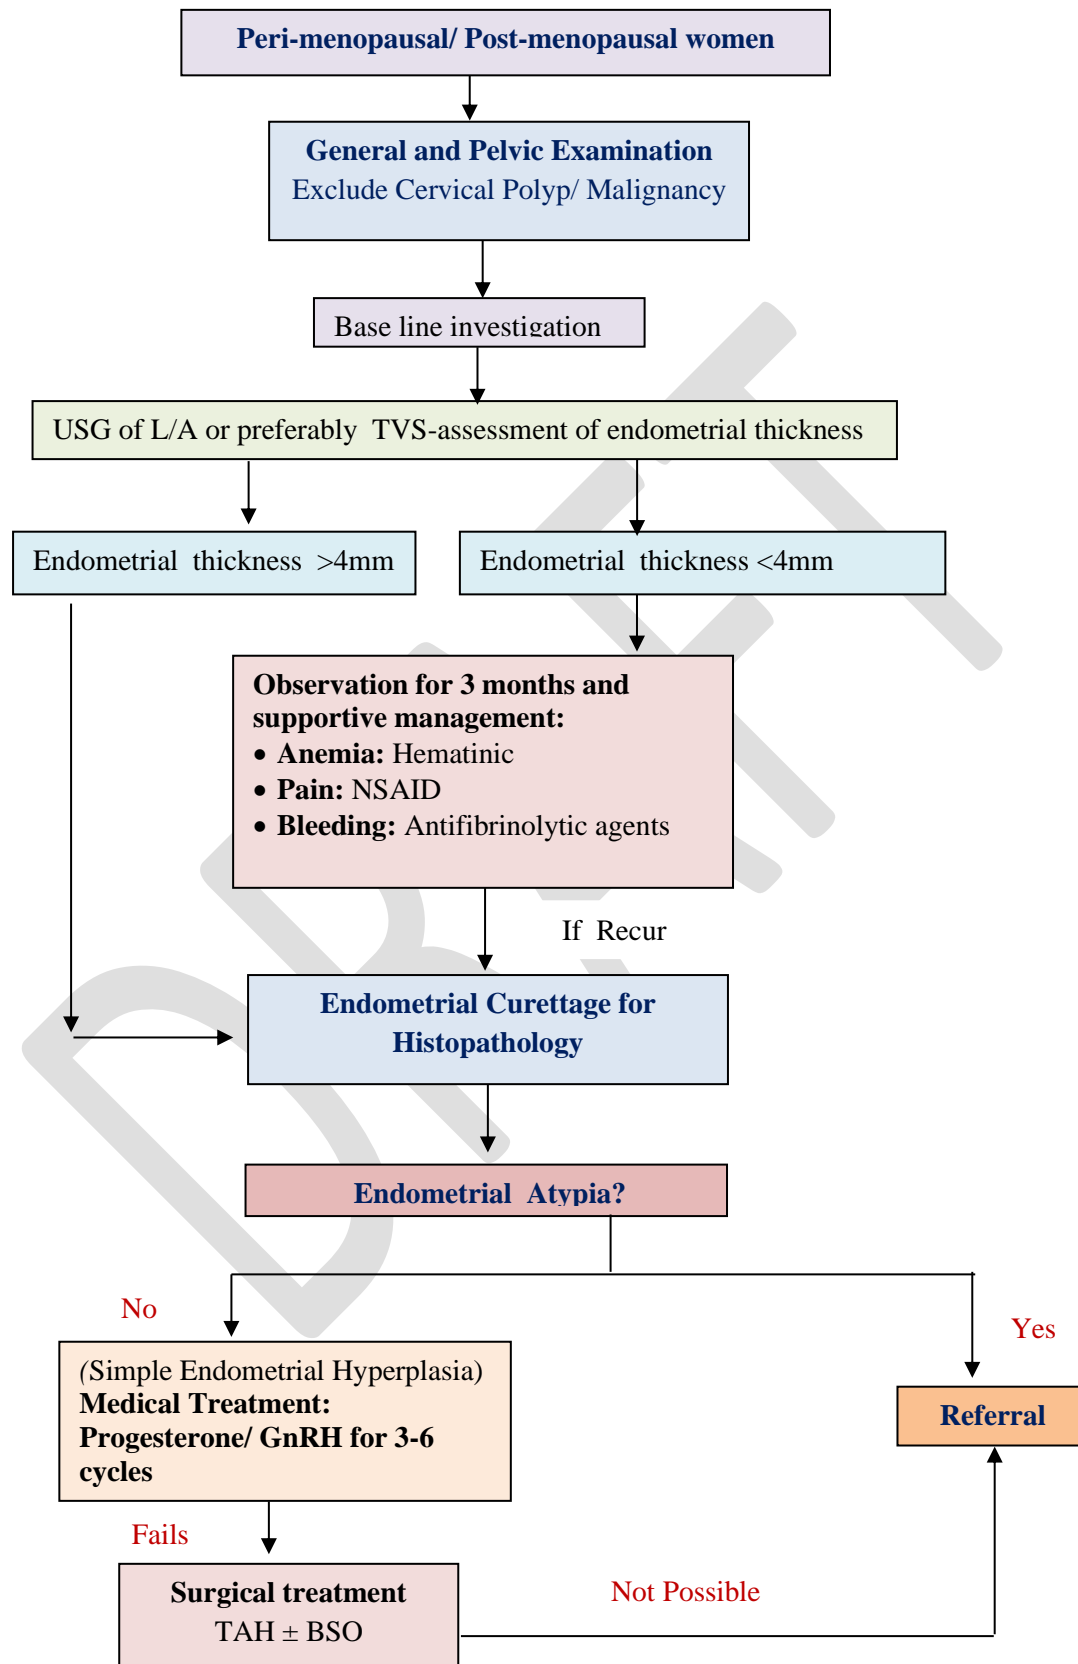 Peri-menopausal/ Post-menopausal women
General and Pelvic Examination
Exclude Cervical Polyp/ Malignancy
Base line investigation
USG of L/A or preferably TVS-assessment of endometrial thickness
Endometrial thickness >4mm
Endometrial thickness <4mm
Observation for 3 months and
supportive management:
• Anemia: Hematinic
• Pain: NSAID
• Bleeding: Antifibrinolytic agents
If Recur
Endometrial Curettage for
Histopathology
Endometrial Atypia?
No
Yes
(Simple Endometrial Hyperplasia)
Medical Treatment:
Progesterone/ GnRH for 3-6
cycles
Referral
Fails
Surgical treatment
TAH ± BSO
Not Possible
DRAFT